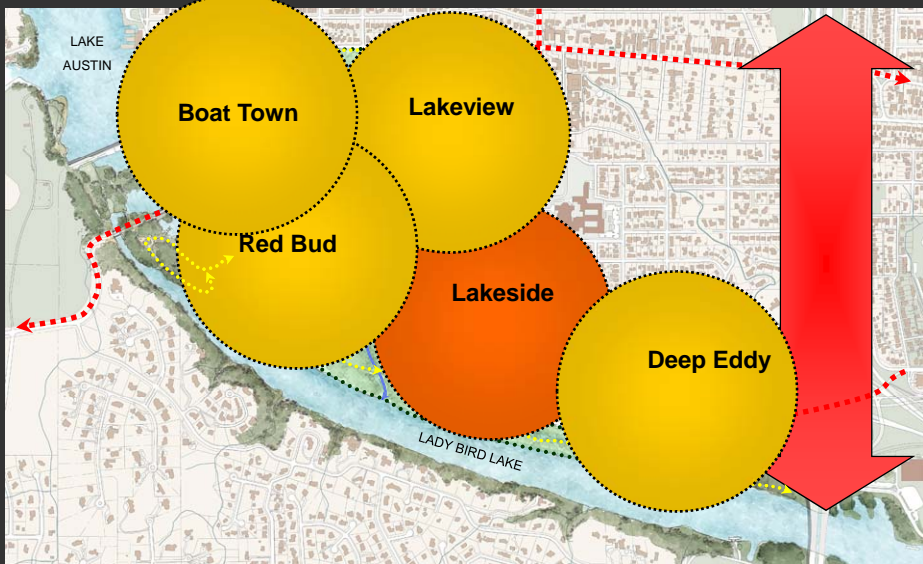 LAKE
AUSTIN
Boat Town
Lakeview
Red Bud
Lakeside
Deep Eddy
LADY BIRD LAKE